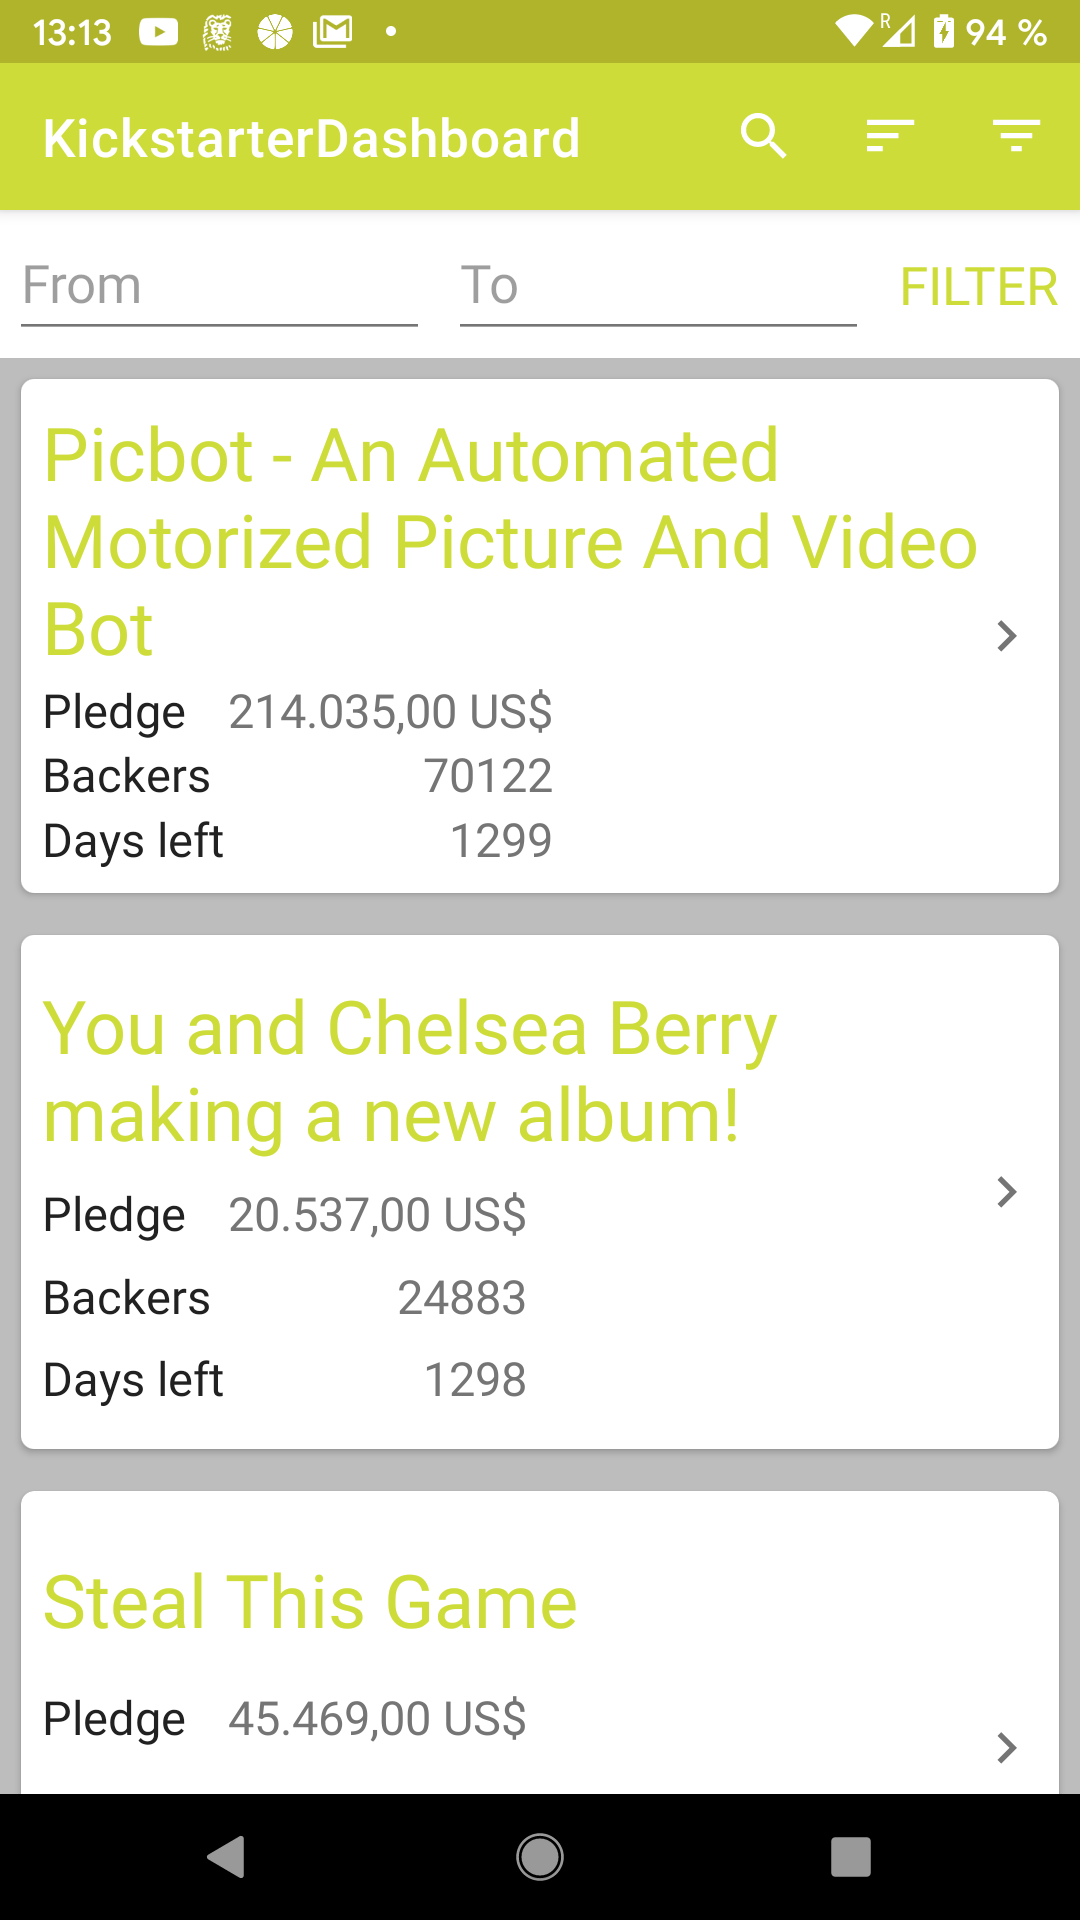 13:13
R
94 %
KickstarterDashboard
From
To
FILTER
Picbot - An Automated
Motorized Picture And Video
Bot
Pledge 214.035,00 US$
Backers 70122
Days left 1299
You and Chelsea Berry
making a new album!
Pledge 20.537,00 US$
Backers 24883
Days left 1298
Steal This Game
Pledge 45.469,00 US$